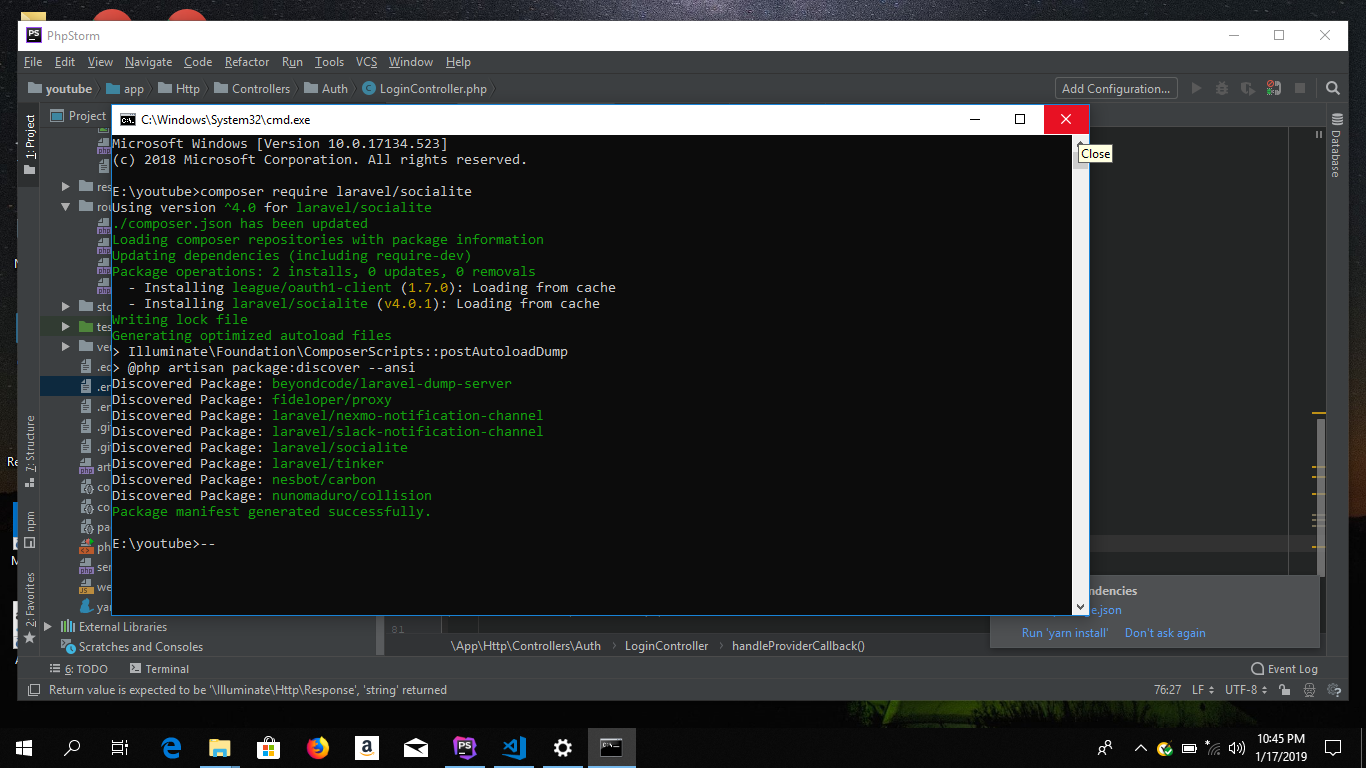 PhpStorm
File Edit View Navigate Code Refactor Run Tools VCS Window Help
youtube app Http Controllers Auth LoginController.php Add Configuration...
1: Project
Project
C:\Windows\System32\cmd.exe
Close
Database
Microsoft Windows [Version 10.0.17134.523]
(c) 2018 Microsoft Corporation. All rights reserved.
E:\youtube>composer require laravel/socialite
Using version ^4.0 for laravel/socialite
./composer.json has been updated
Loading composer repositories with package information
Updating dependencies (including require-dev)
Package operations: 2 installs, 0 updates, 0 removals
- Installing league/oauth1-client (1.7.0): Loading from cache
- Installing laravel/socialite (v4.0.1): Loading from cache
Writing lock file
Generating optimized autoload files
> Illuminate\Foundation\ComposerScripts::postAutoloadDump
> @php artisan package:discover --ansi
Discovered Package: beyondcode/laravel-dump-server
Discovered Package: fideloper/proxy
Discovered Package: laravel/nexmo-notification-channel
Discovered Package: laravel/slack-notification-channel
Discovered Package: laravel/socialite
Discovered Package: laravel/tinker
Discovered Package: nesbot/carbon
Discovered Package: nunomaduro/collision
Package manifest generated successfully.
E:\youtube>--
7: Structure
npm
2: Favorites
External Libraries
Scratches and Consoles
81
\App\Http\Controllers\Auth LoginController handleProviderCallback()
ndencies
e.json
Run 'yarn install' Don't ask again
6: TODO Terminal Event Log
Return value is expected to be '\Illuminate\Http\Response', 'string' returned 76:27 LF UTF-8
10:45 PM
1/17/2019